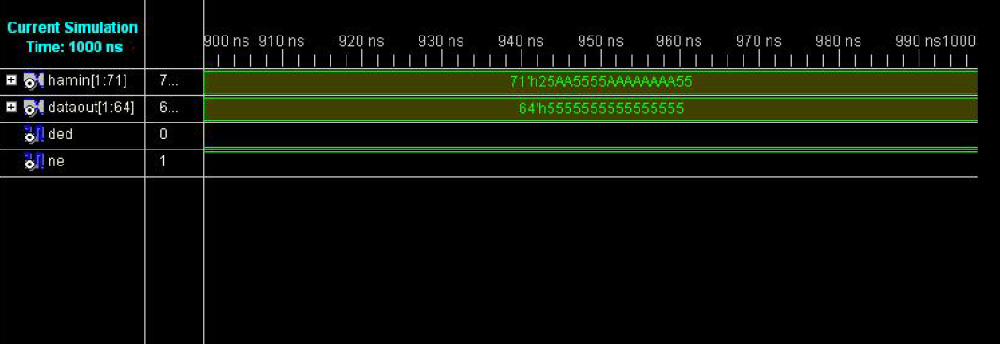 Current Simulation
Time: 1000 ns
900 ns 910 ns 920 ns 930 ns 940 ns 950 ns 960 ns 970 ns 980 ns 990 ns1000
hamin[1:71] 7... 71'h25AA5555AAAAAAAA55
dataout[1:64] 6... 64'h5555555555555555
ded 0
ne 1